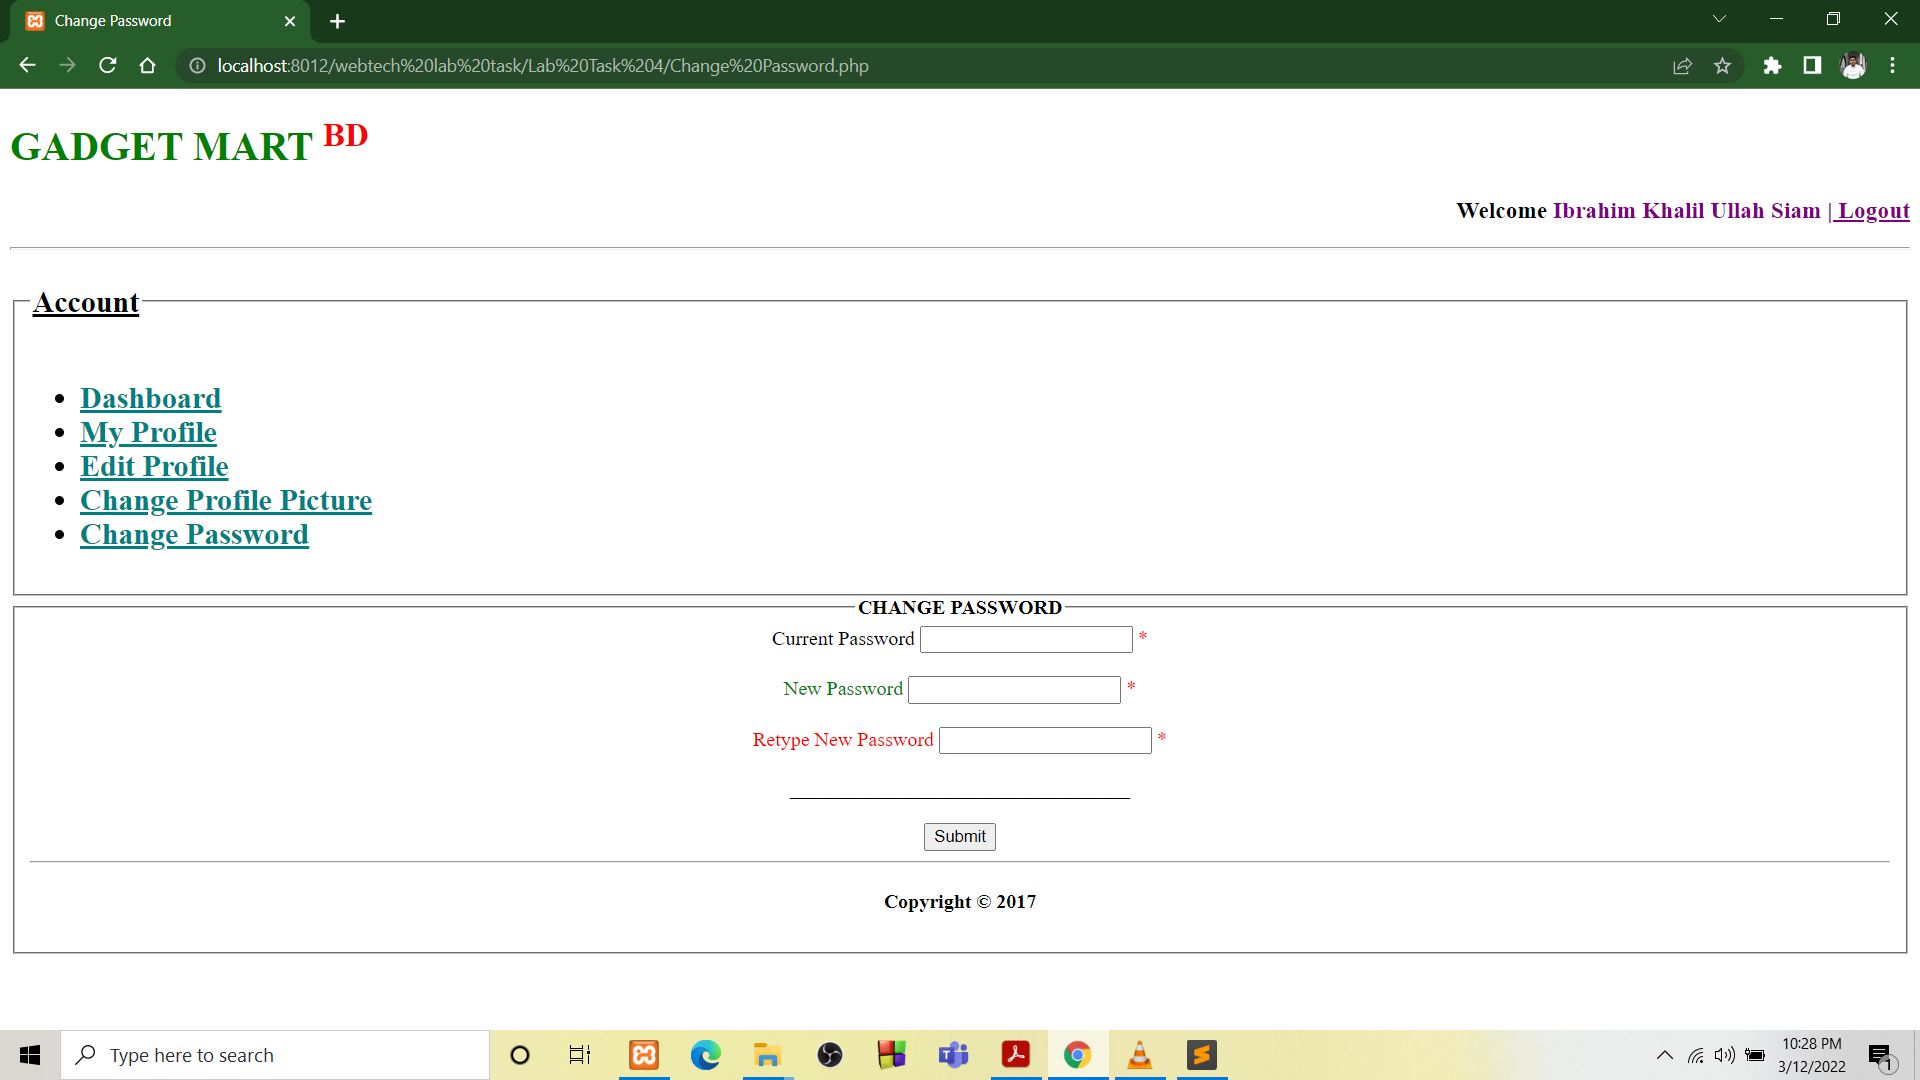 Change Password
localhost:8012/webtech%20lab%20task/Lab%20Task%204/Change%20Password.php
GADGET MART BD
Welcome Ibrahim Khalil Ullah Siam | Logout
Account
Dashboard
My Profile
Edit Profile
Change Profile Picture
Change Password
CHANGE PASSWORD
Current Password *
New Password *
Retype New Password *
Submit
Copyright © 2017
Type here to search
10:28 PM
3/12/2022
1